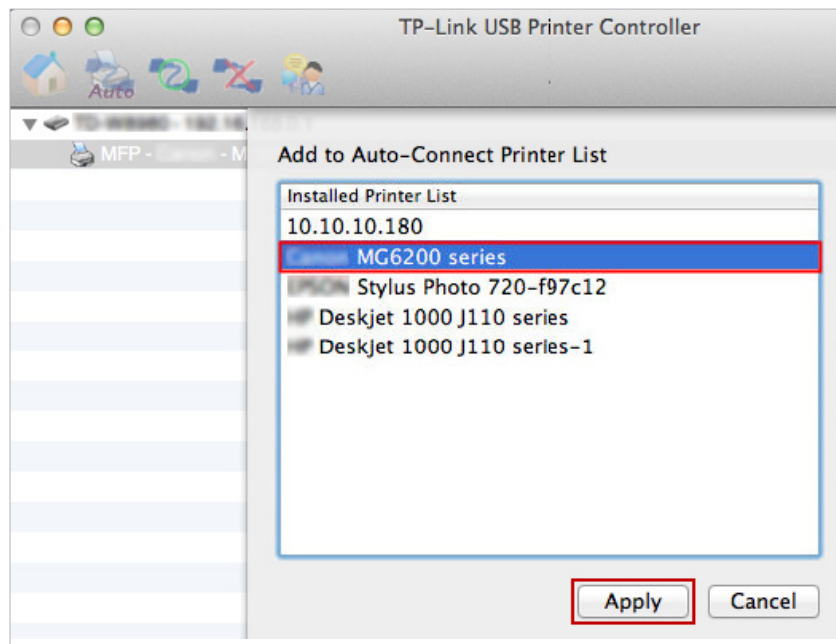 TP-Link USB Printer Controller
Auto
MFP - - M
Add to Auto-Connect Printer List
Installed Printer List
10.10.10.180
MG6200 series
Stylus Photo 720-f97c12
Deskjet 1000 J110 series
Deskjet 1000 J110 series-1
Apply
Cancel